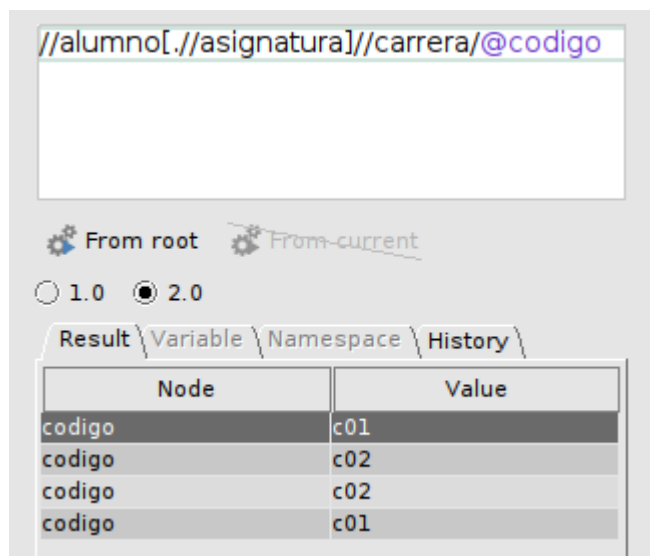 //alumno[.//asignatura]//carrera/@codigo
From root From current
1.0 2.0
Result Variable Namespace History
Node Value
codigo c01
codigo c02
codigo c02
codigo c01